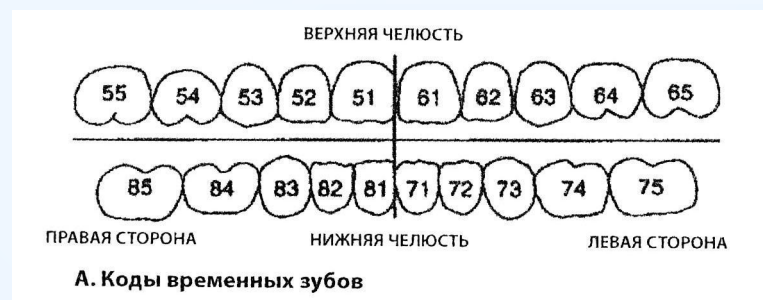 ВЕРХНЯЯ ЧЕЛЮСТЬ
55 54 53 52 51 61 62 63 64 65
85 84 83 82 81 71 72 73 74 75
ПРАВАЯ СТОРОНА НИЖНЯЯ ЧЕЛЮСТЬ ЛЕВАЯ СТОРОНА
А. Коды временных зубов